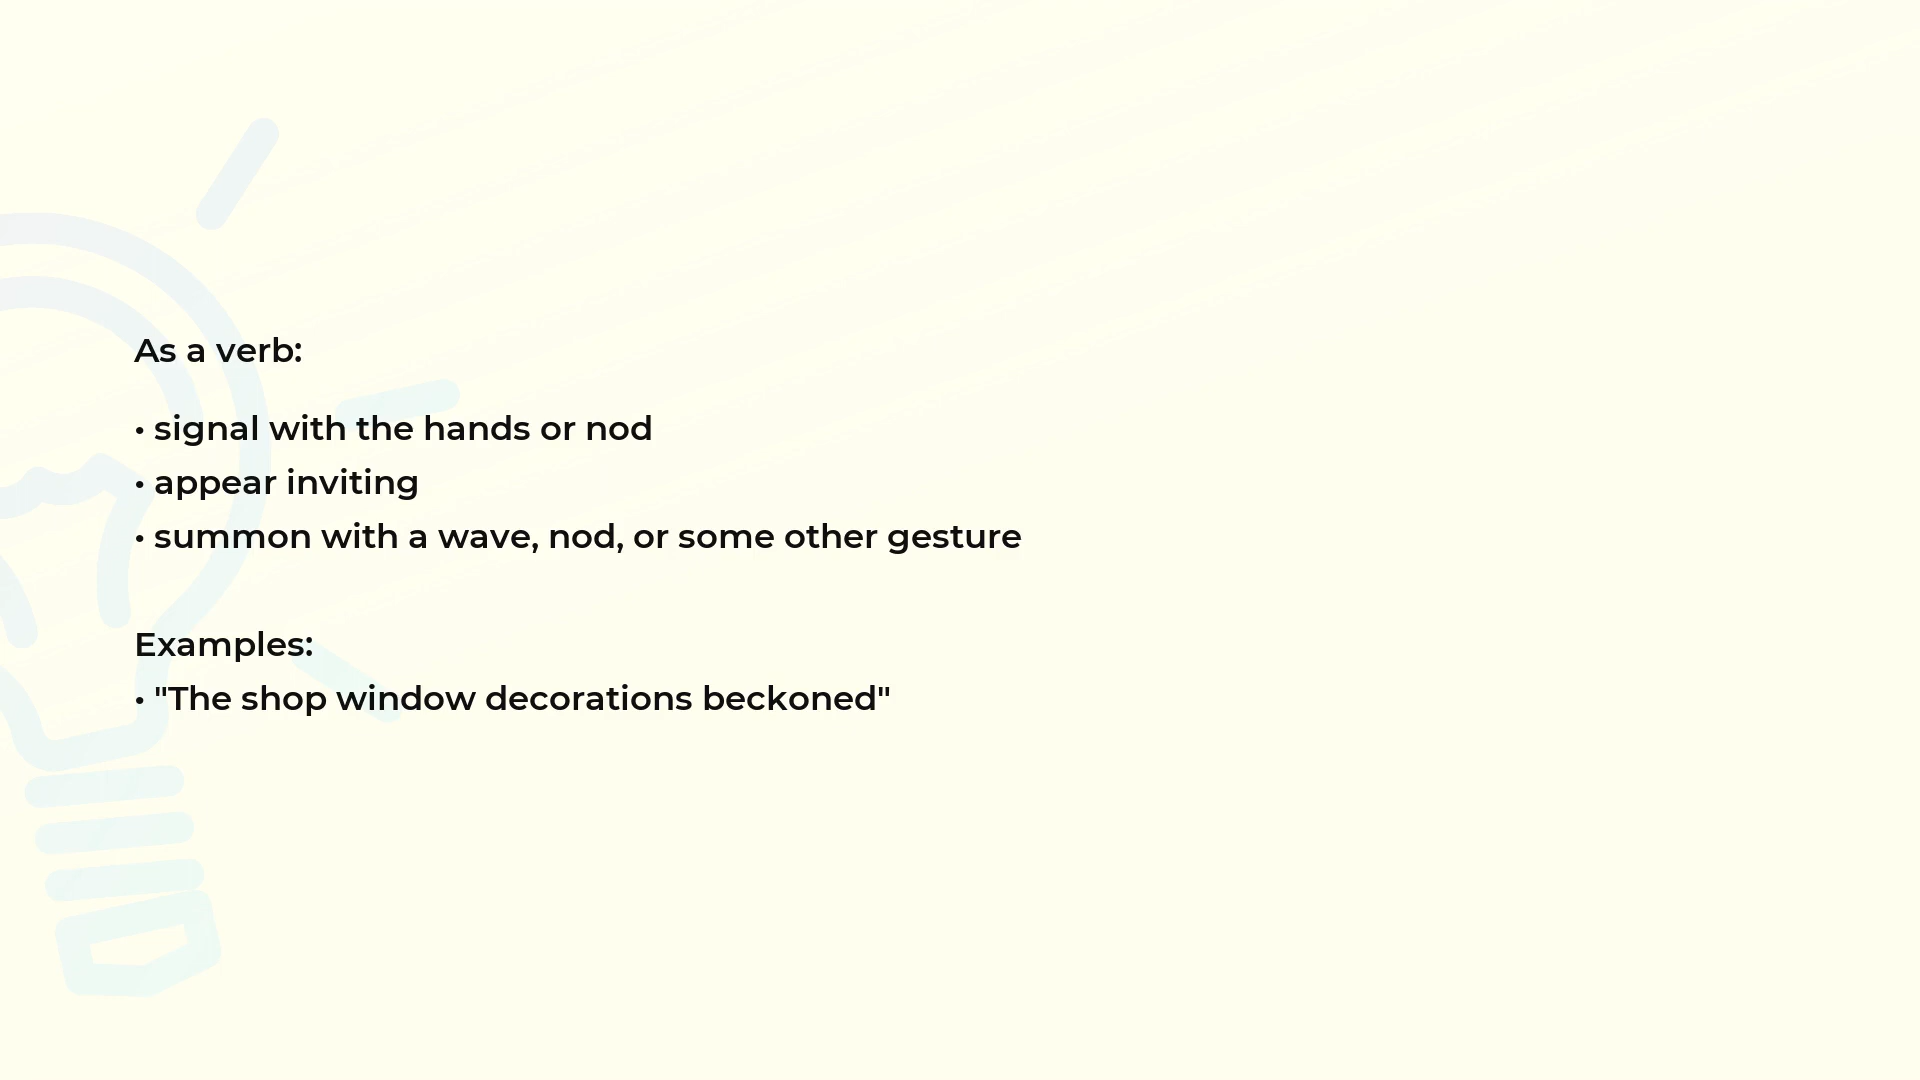 As a verb:
• signal with the hands or nod
• appear inviting
• summon with a wave, nod, or some other gesture
Examples:
• "The shop window decorations beckoned"